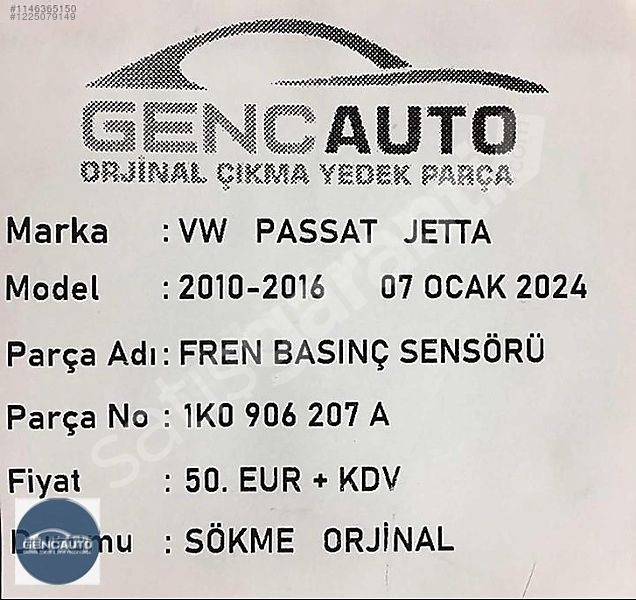 #1146365150
#1225079149
GENCAUTO
ORJİNAL ÇIKMA YEDEK PARÇA
Marka : VW PASSAT JETTA
Model : 2010-2016 07 OCAK 2024
Parça Adı : FREN BASINÇ SENSÖRÜ
Parça No : 1K0 906 207 A
Fiyat : 50. EUR + KDV
: SÖKME ORJİNAL
GENCAUTO